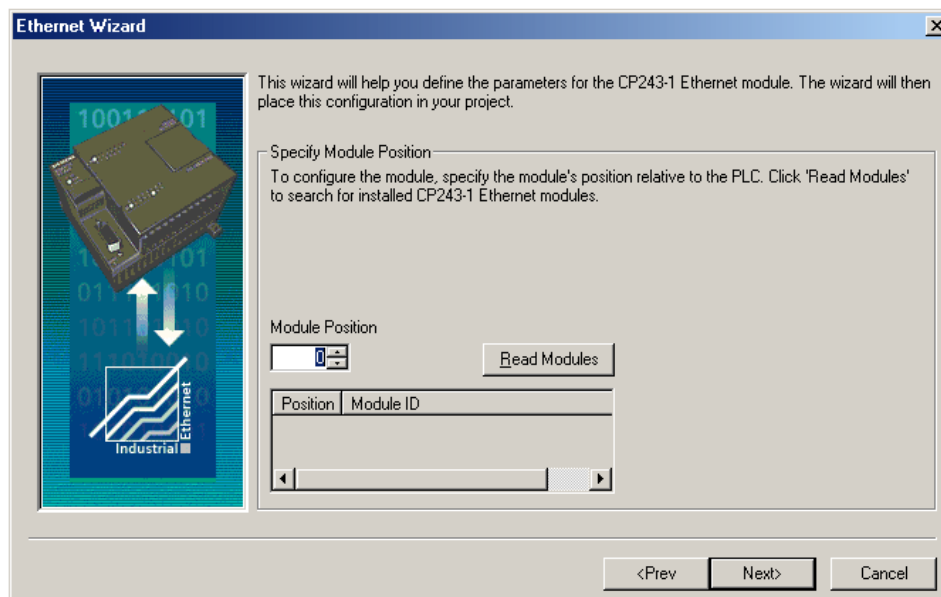 Ethernet Wizard
This wizard will help you define the parameters for the CP243-1 Ethernet module. The wizard will then
place this configuration in your project.
Specify Module Position
To configure the module, specify the module's position relative to the PLC. Click 'Read Modules'
to search for installed CP243-1 Ethernet modules.
Module Position
0
Read Modules
Position Module ID
Industrial
Ethernet
<Prev
Next>
Cancel